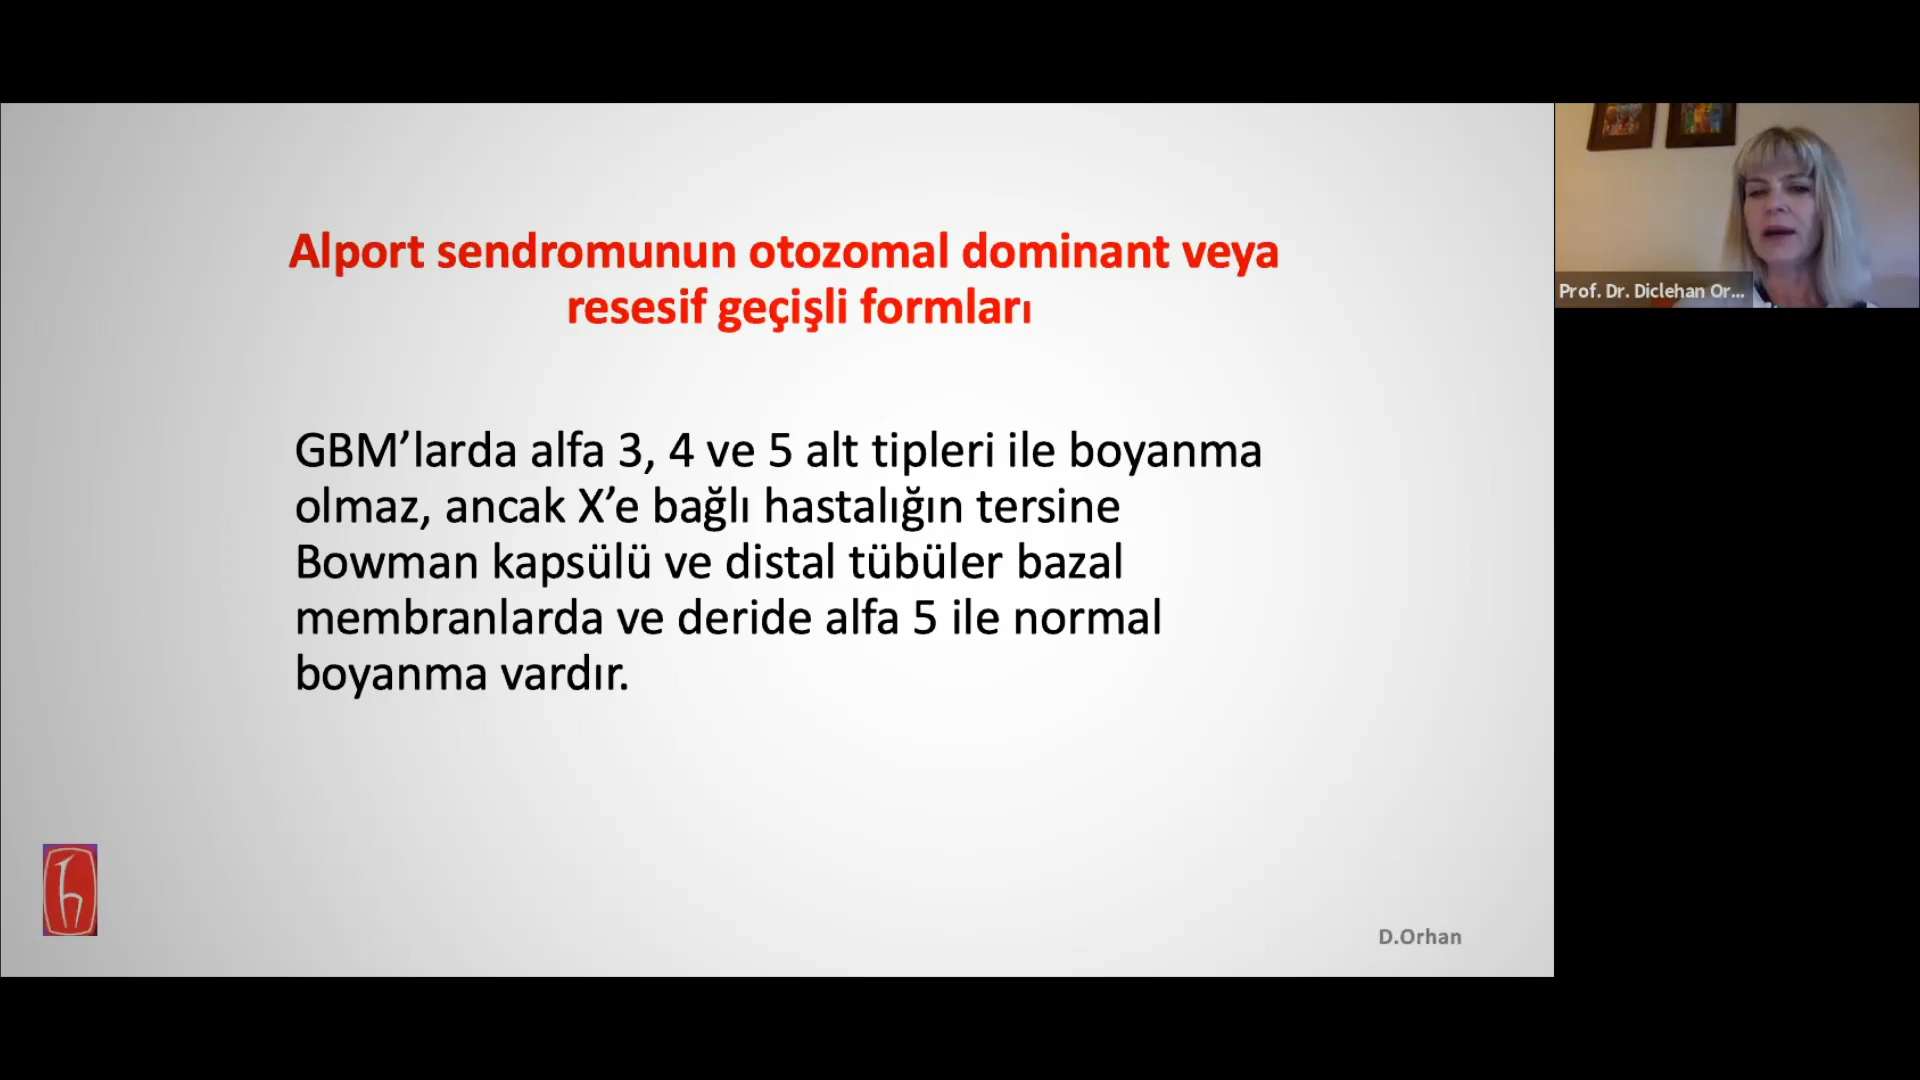 Alport sendromunun otozomal dominant veya
resesif geçişli formları
GBM’larda alfa 3, 4 ve 5 alt tipleri ile boyanma
olmaz, ancak X’e bağlı hastalığın tersine
Bowman kapsülü ve distal tübüler bazal
membranlarda ve deride alfa 5 ile normal
boyanma vardır.
D.Orhan
Prof. Dr. Diclehan Or...